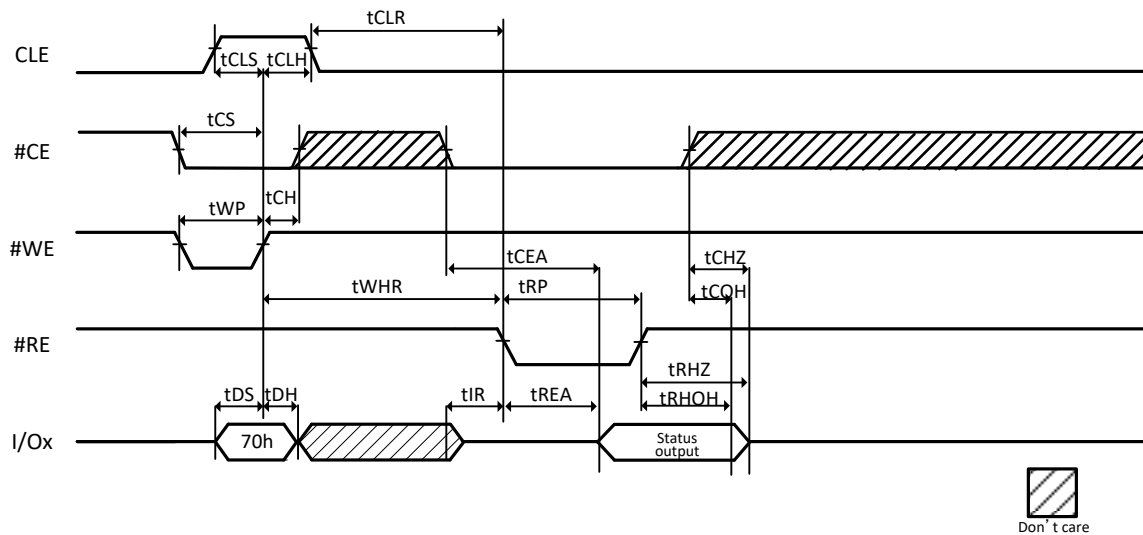 tCLR
CLE
tCLS tCLH
tCS
#CE
tCH
tWP
#WE
tCEA
tCHZ
tWHR
tRP
tCOH
#RE
tRHZ
tDS tDH
tIR
tREA
tRHOH
I/Ox
70h
Status
output
Don’t care